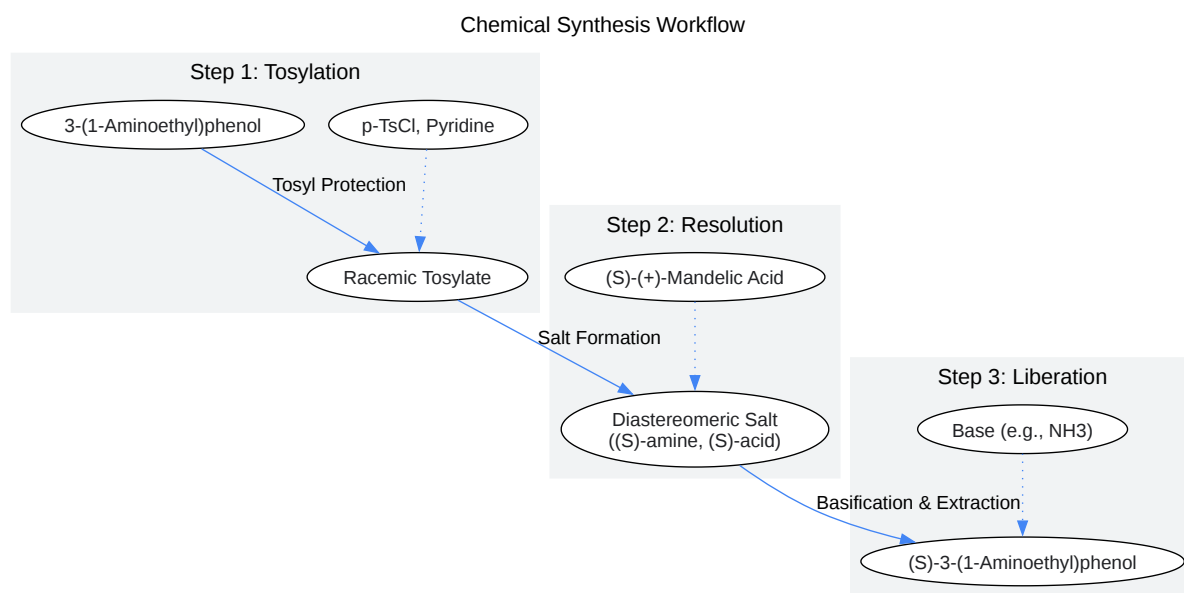 Chemical Synthesis Workflow
Step 1: Tosylation
3-(1-Aminoethyl)phenol
p-TsCl, Pyridine
Tosyl Protection
Racemic Tosylate
Step 2: Resolution
(S)-(+)-Mandelic Acid
Salt Formation
Diastereomeric Salt
((S)-amine, (S)-acid)
Step 3: Liberation
Base (e.g., NH3)
Basification & Extraction
(S)-3-(1-Aminoethyl)phenol